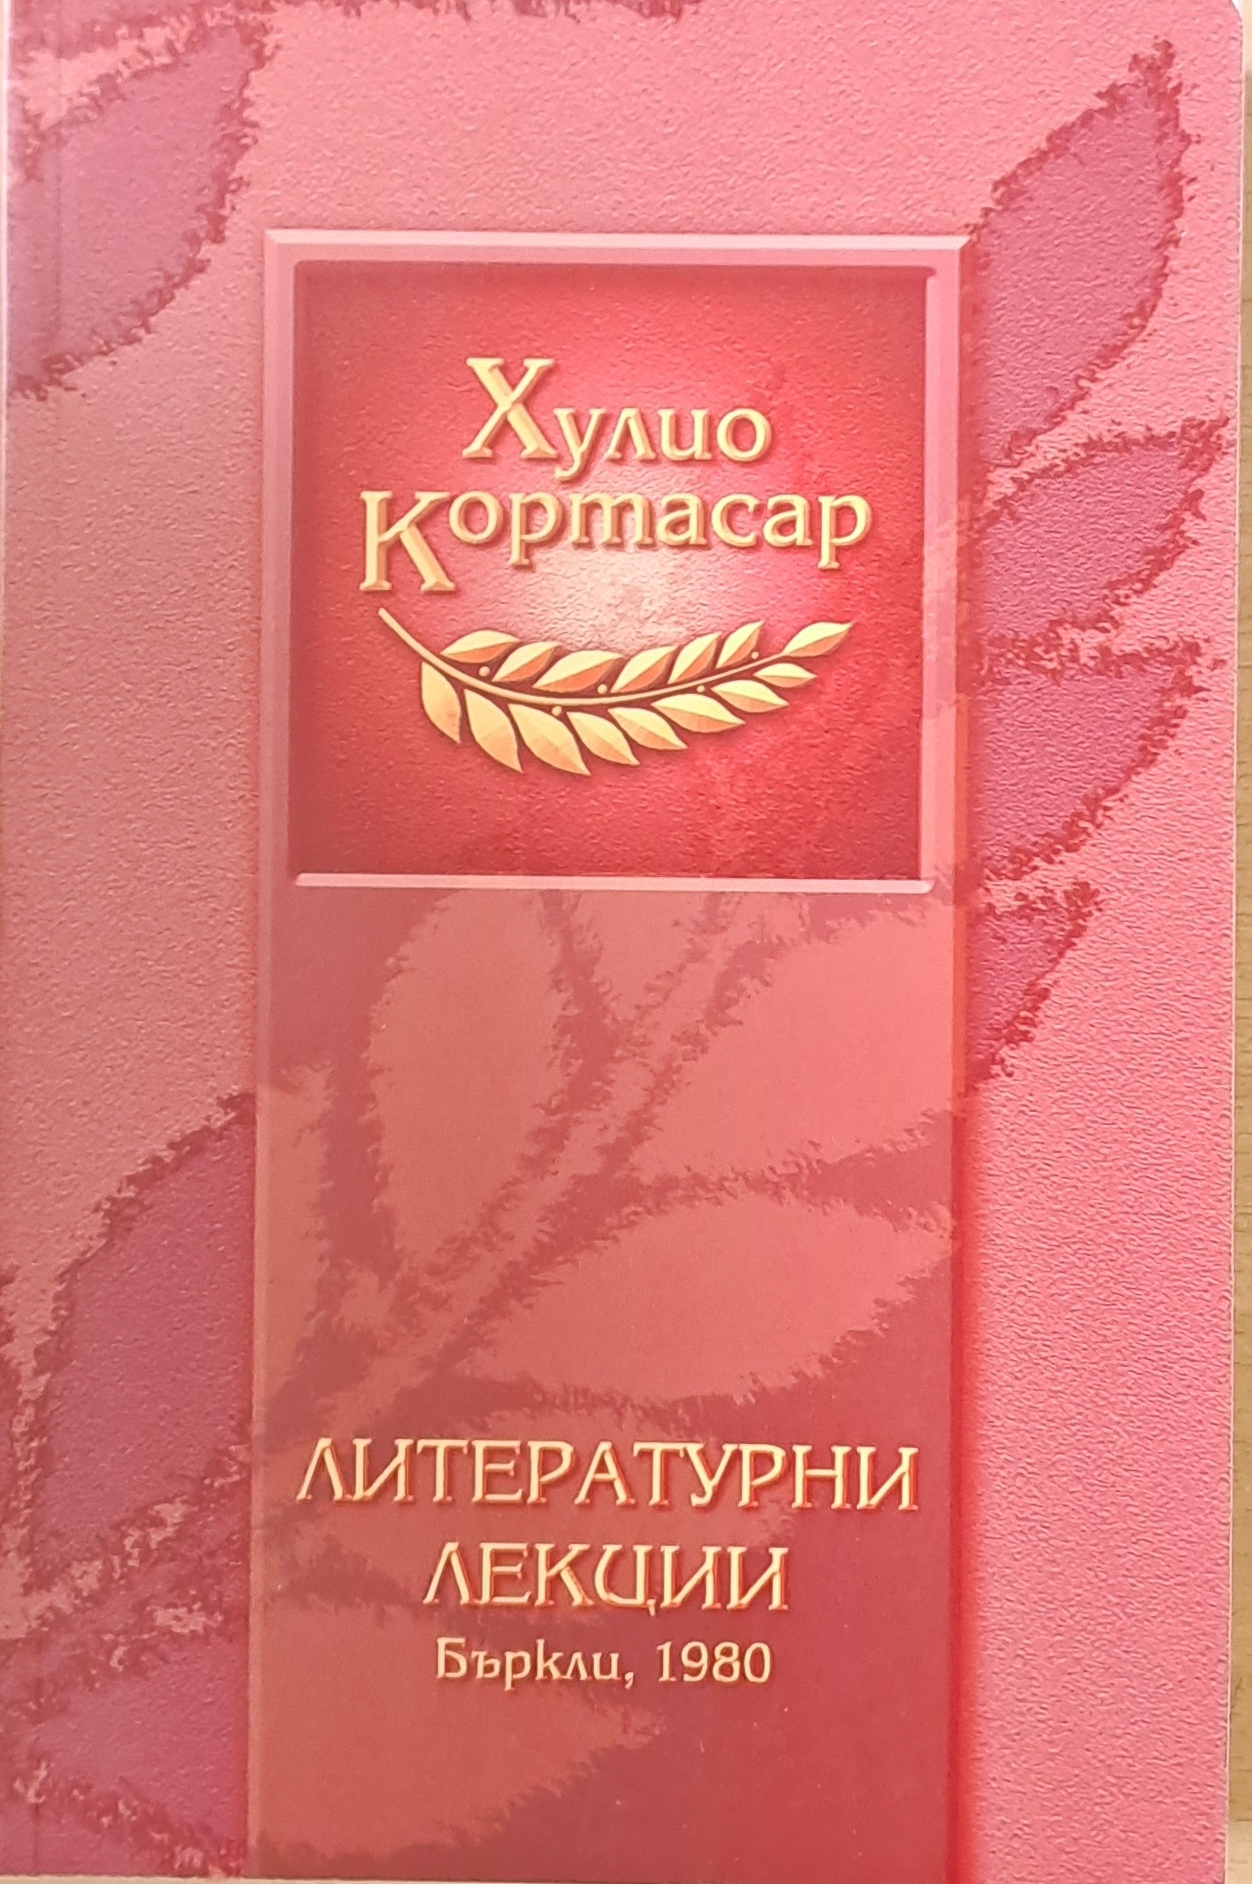 Хулио
Кортасар
ЛИТЕРАТУРНИ
ЛЕКЦИИ
Бъркли, 1980